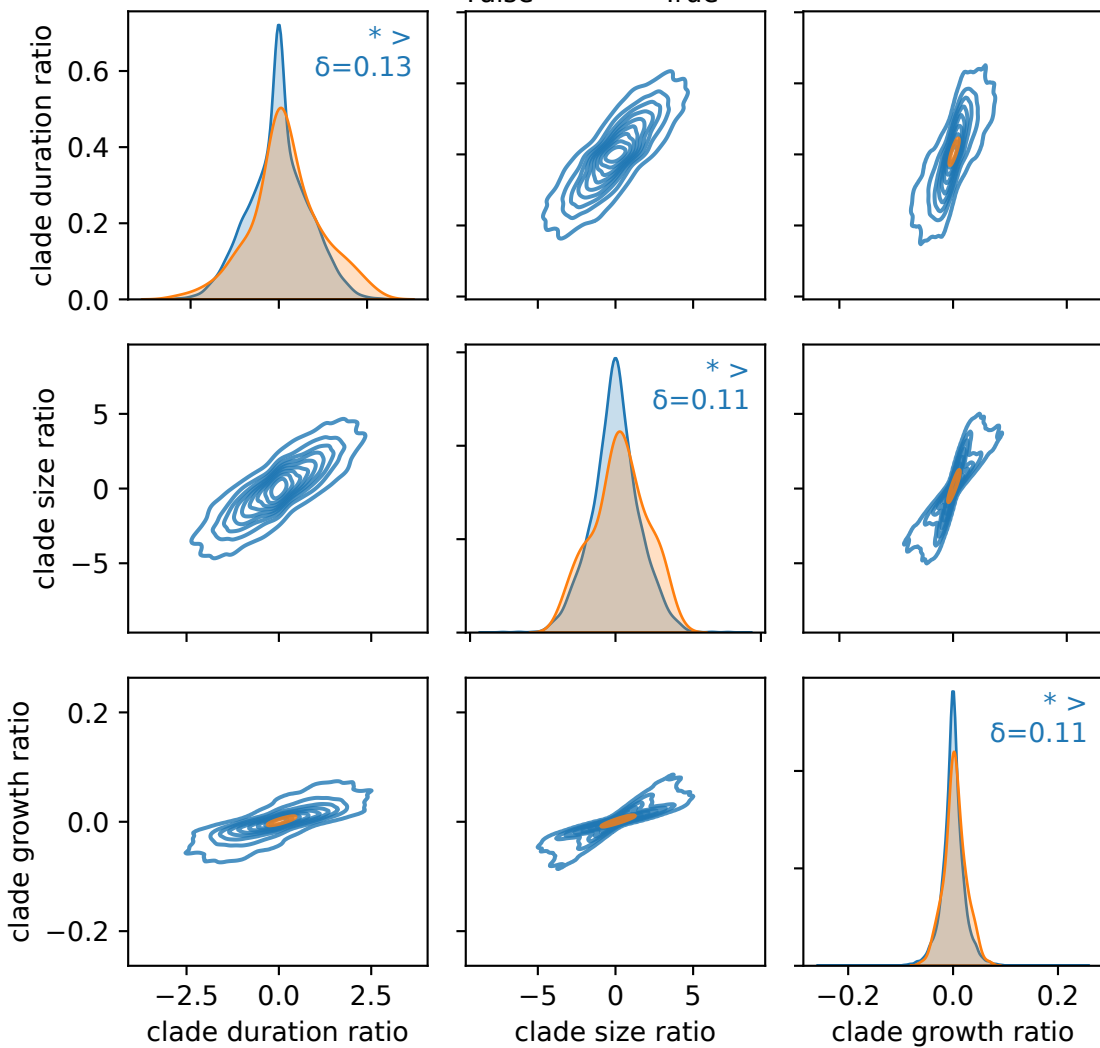 True
clade duration ratio
0.6
0.4
0.2
0.0
* >
δ=0.13
clade size ratio
5
0
−5
* >
δ=0.11
clade growth ratio
0.2
0.0
−0.2
* >
δ=0.11
−2.5 0.0 2.5
−5 0 5
−0.2 0.0 0.2
clade duration ratio
clade size ratio
clade growth ratio